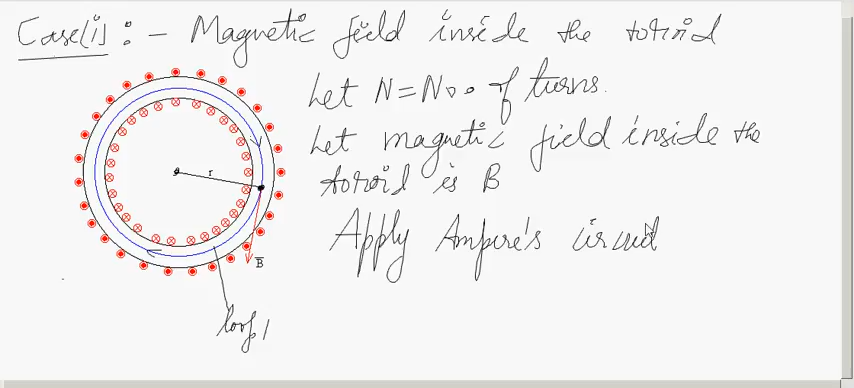 Case(i) :- Magnetic field inside the toroid
Let N = No. of turns.
Let magnetic field inside the
toroid is B
Apply Ampere's circuit
r
B
loop 1